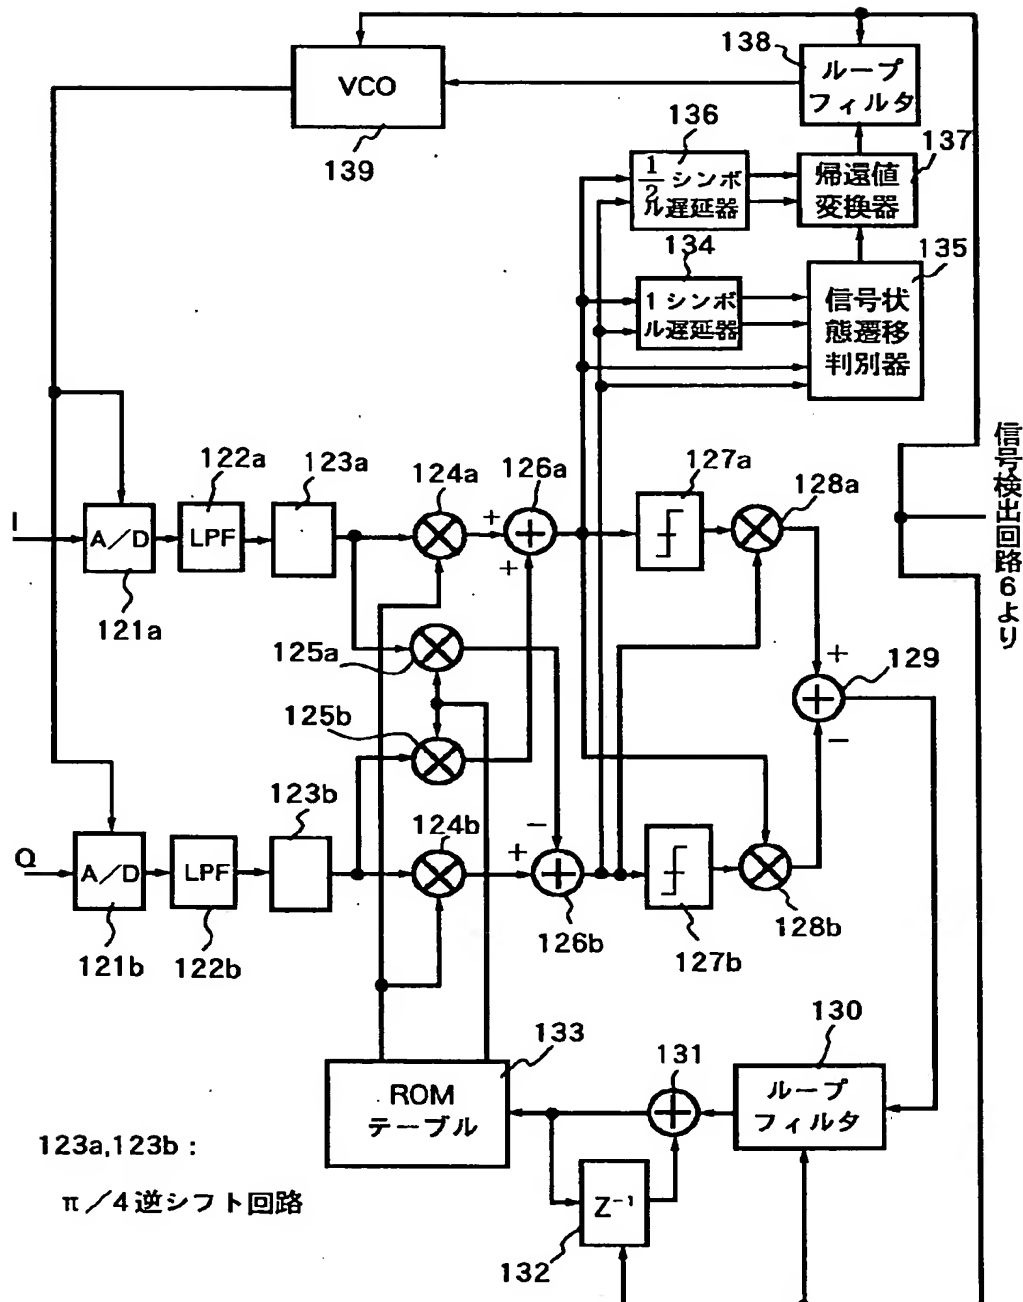 138
ループ
フィルタ
VCO
139
136
137
1/2 シンボ
ル遅延器
帰還値
変換器
134
135
1 シンボ
ル遅延器
信号状
態遷移
判別器
信号検出回路6より
122a
123a
124a
126a
127a
128a
I
A/D
LPF
+
+
121a
125a
+
129
125b
−
123b
124b
−
+
Q
A/D
LPF
121b
122b
126b
127b
128b
130
133
131
ROM
テーブル
ループ
フィルタ
123a,123b :
π/4逆シフト回路
Z⁻¹
132